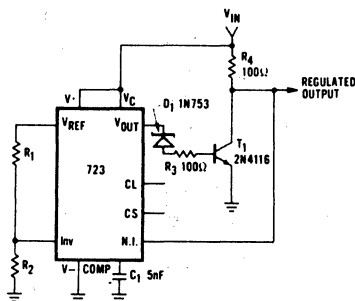 V_IN
R4
100Ω
REGULATED
OUTPUT
V+
V_C
D1 1N753
V_REF
V_OUT
T1
2N4116
R3 100Ω
R1
723
CL
CS
Inv
N.I.
R2
V- COMP
C1 5nF